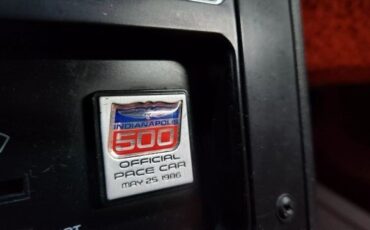 INDIANAPOLIS
500
OFFICIAL
PACE CAR
MAY 25, 1986